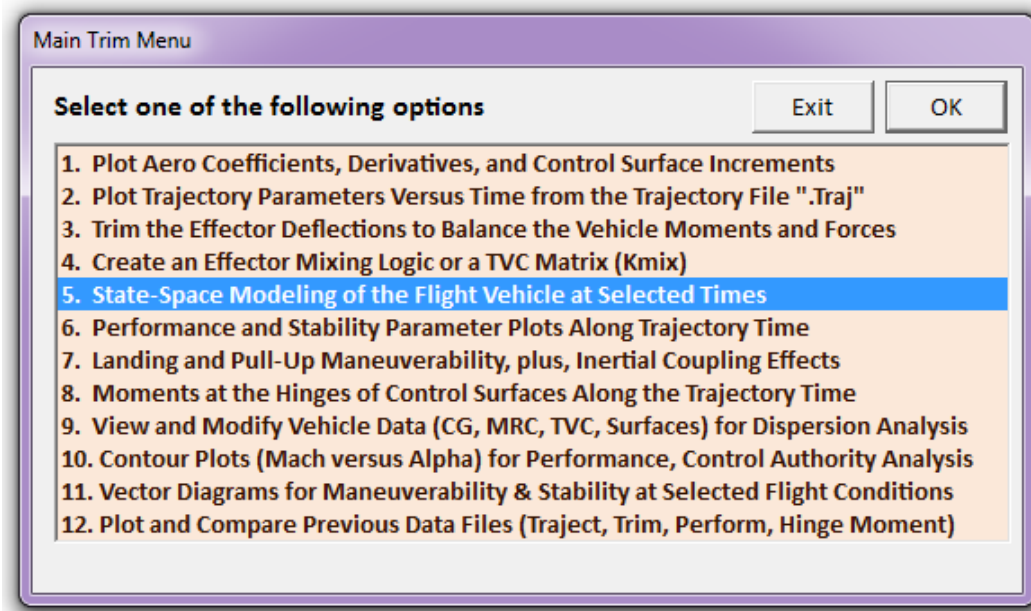 Main Trim Menu
Select one of the following options
Exit
OK
1. Plot Aero Coefficients, Derivatives, and Control Surface Increments
2. Plot Trajectory Parameters Versus Time from the Trajectory File ".Traj"
3. Trim the Effector Deflections to Balance the Vehicle Moments and Forces
4. Create an Effector Mixing Logic or a TVC Matrix (Kmix)
5. State-Space Modeling of the Flight Vehicle at Selected Times
6. Performance and Stability Parameter Plots Along Trajectory Time
7. Landing and Pull-Up Maneuverability, plus, Inertial Coupling Effects
8. Moments at the Hinges of Control Surfaces Along the Trajectory Time
9. View and Modify Vehicle Data (CG, MRC, TVC, Surfaces) for Dispersion Analysis
10. Contour Plots (Mach versus Alpha) for Performance, Control Authority Analysis
11. Vector Diagrams for Maneuverability & Stability at Selected Flight Conditions
12. Plot and Compare Previous Data Files (Traject, Trim, Perform, Hinge Moment)